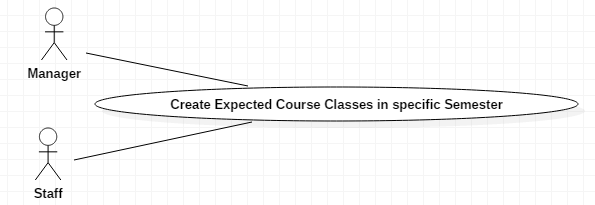 Manager
Create Expected Course Classes in specific Semester
Staff